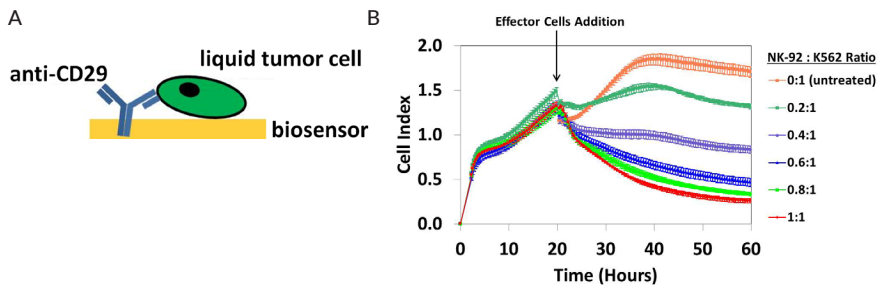 A
anti-CD29
liquid tumor cell
biosensor
B
Effector Cells Addition
Cell Index
2.0
1.5
1.0
0.5
0.0
0
10
20
30
40
50
60
Time (Hours)
NK-92 : K562 Ratio
0:1 (untreated)
0.2:1
0.4:1
0.6:1
0.8:1
1:1